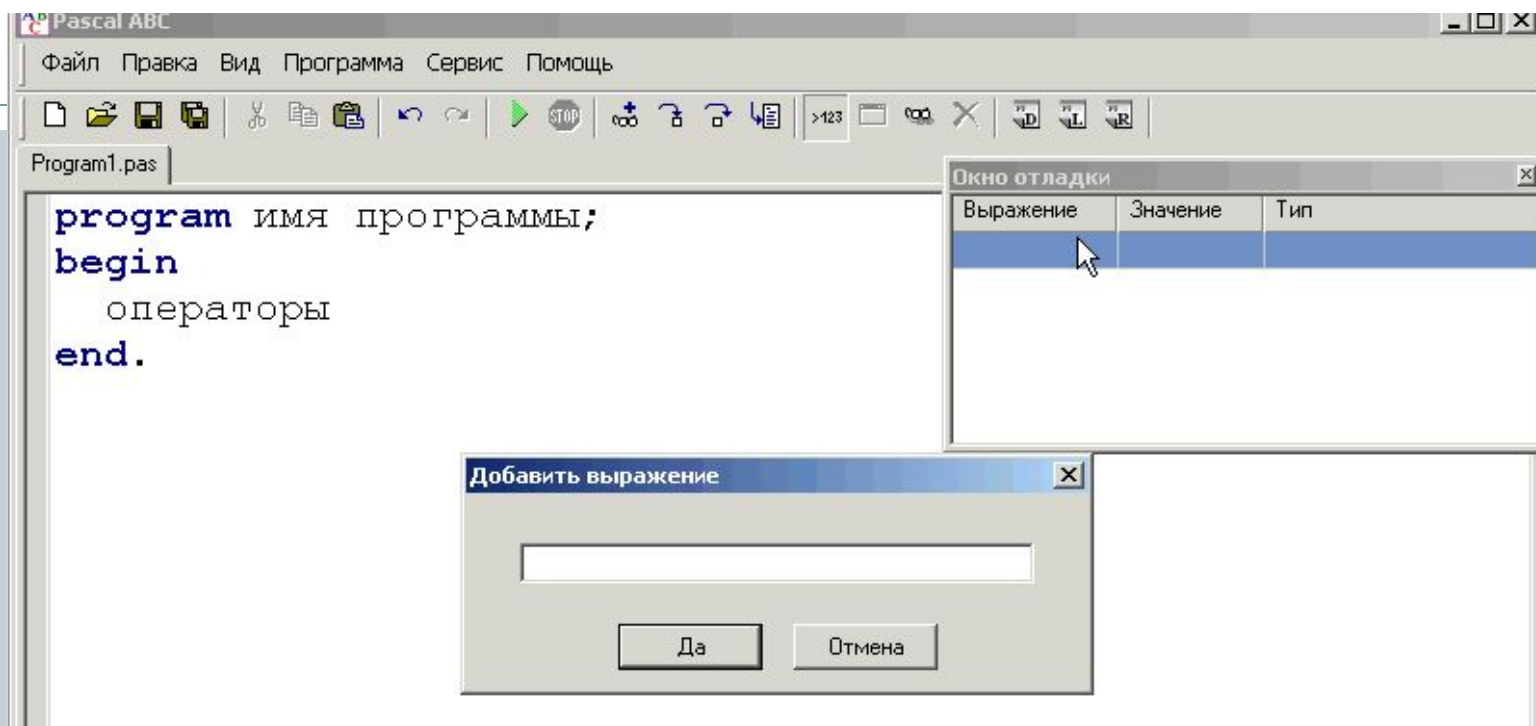 Pascal ABC
Файл Правка Вид Программа Сервис Помощь
STOP
>123
D
L
R
Program1.pas
program имя программы;
begin
операторы
end.
Окно отладки
Выражение Значение Тип
Добавить выражение
Да Отмена